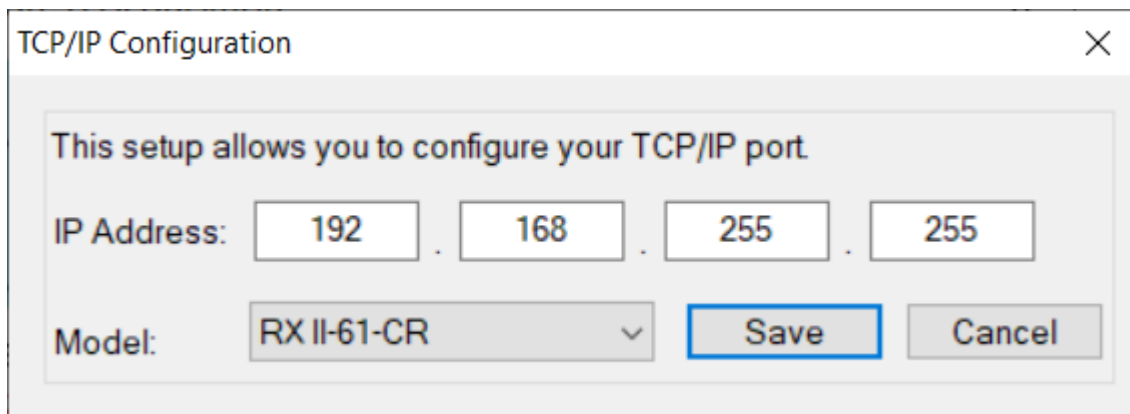 TCP/IP Configuration
This setup allows you to configure your TCP/IP port.
IP Address: 192 . 168 . 255 . 255
Model: RX II-61-CR Save Cancel